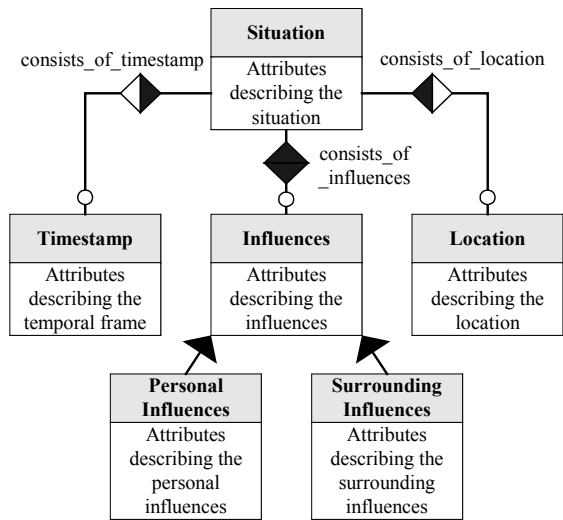 Situation
Attributes
describing the
situation
consists_of_timestamp
consists_of_location
consists_of
_influences
Timestamp
Attributes
describing the
temporal frame
Influences
Attributes
describing the
influences
Location
Attributes
describing the
location
Personal
Influences
Attributes
describing the
personal
influences
Surrounding
Influences
Attributes
describing the
surrounding
influences